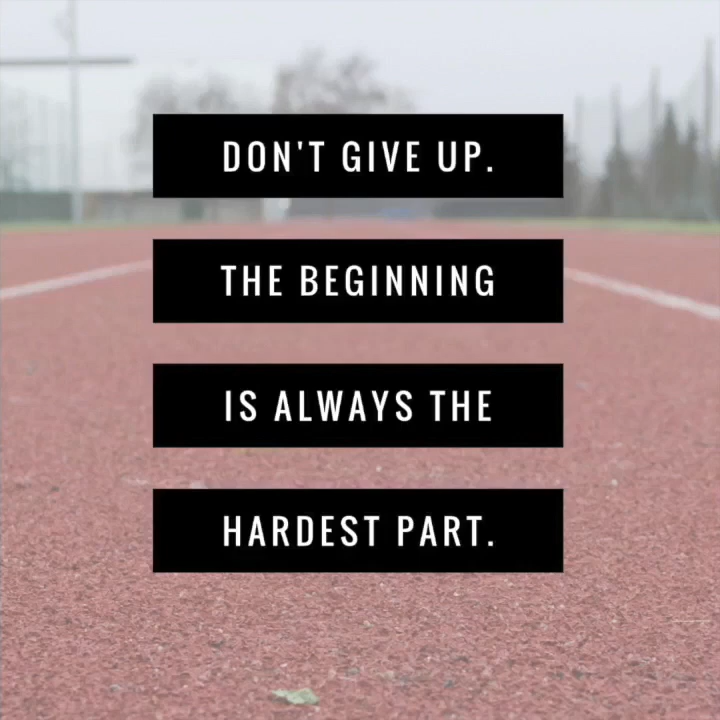 DON'T GIVE UP.
THE BEGINNING
IS ALWAYS THE
HARDEST PART.